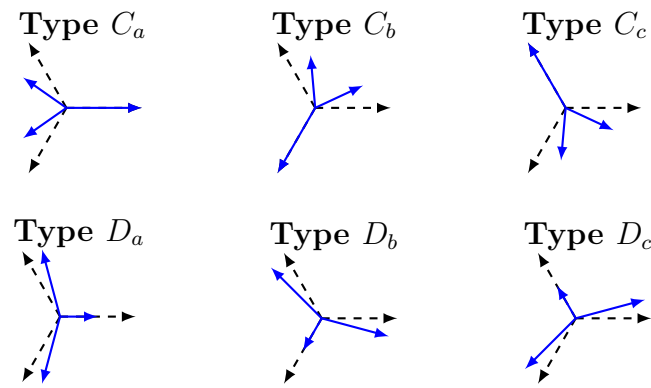 Type C_a
Type C_b
Type C_c
Type D_a
Type D_b
Type D_c